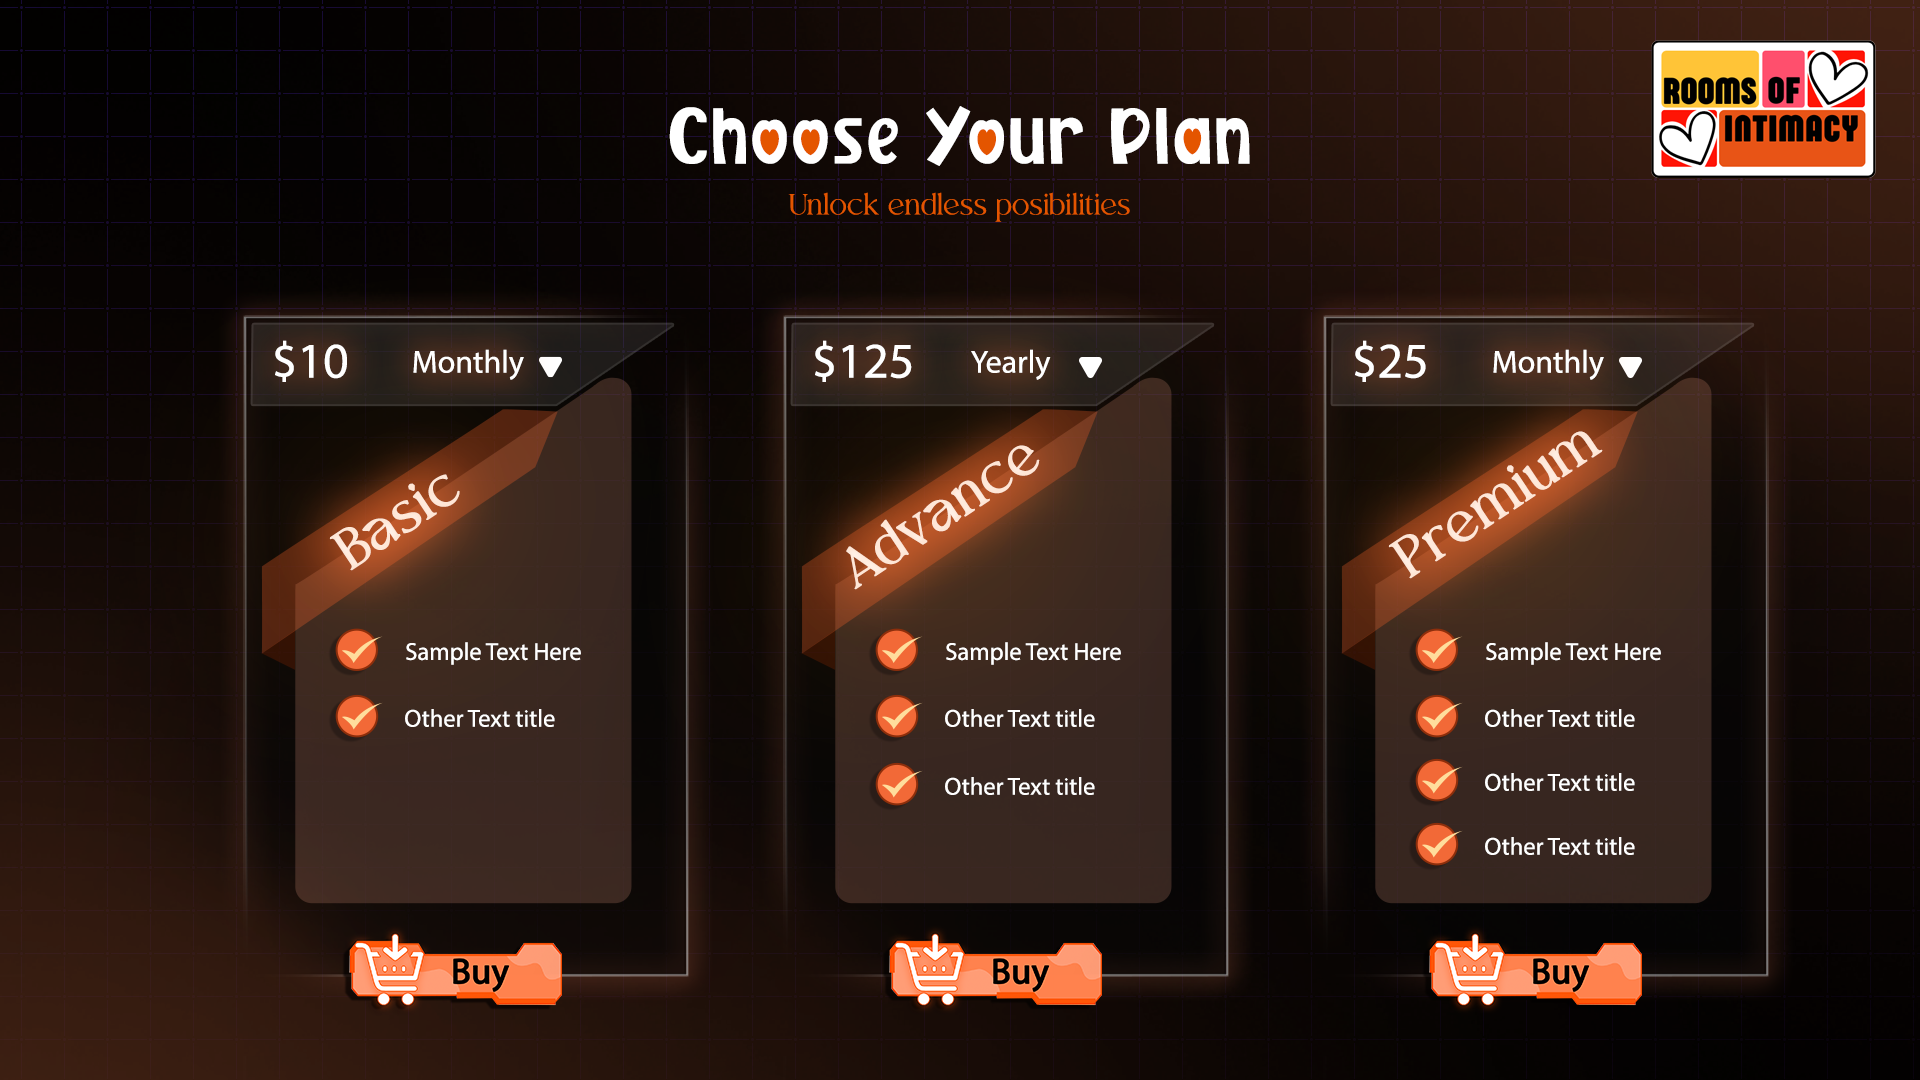 ROOMS OF
INTIMACY
Choose Your Plan
Unlock endless posibilities
$10 Monthly
Basic
Sample Text Here
Other Text title
Buy
$125 Yearly
Advance
Sample Text Here
Other Text title
Other Text title
Buy
$25 Monthly
Premium
Sample Text Here
Other Text title
Other Text title
Other Text title
Buy